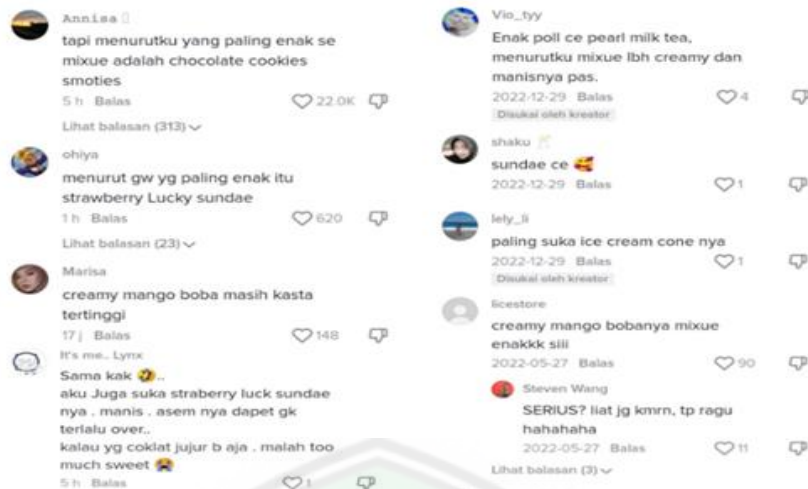 Annisa
tapi menurutku yang paling enak se
mixue adalah chocolate cookies
smoties
5 h Balas 22.0K
Lihat balasan (313)
ohiya
menurut gw yg paling enak itu
strawberry Lucky sundae
1 h Balas 620
Lihat balasan (23)
Marisa
creamy mango boba masih kasta
tertinggi
17 j Balas 148
It's me.. Lynx
Sama kak 🤣..
aku Juga suka straberry luck sundae
nya . manis . asem nya dapet gk
terlalu over..
kalau yg coklat jujur b aja . malah too
much sweet 😭
5 h Balas 1
Vio_tyy
Enak poll ce pearl milk tea,
menurutku mixue lbh creamy dan
manisnya pas.
2022-12-29 Balas 4
Disukai oleh kreator
shaku
sundae ce 🥰
2022-12-29 Balas 1
lely_li
paling suka ice cream cone nya
2022-12-29 Balas 1
Disukai oleh kreator
licestore
creamy mango bobanya mixue
enakkk siii
2022-05-27 Balas 90
Steven Wang
SERIUS? liat jg kmrn, tp ragu
hahahaha
2022-05-27 Balas 11
Lihat balasan (3)